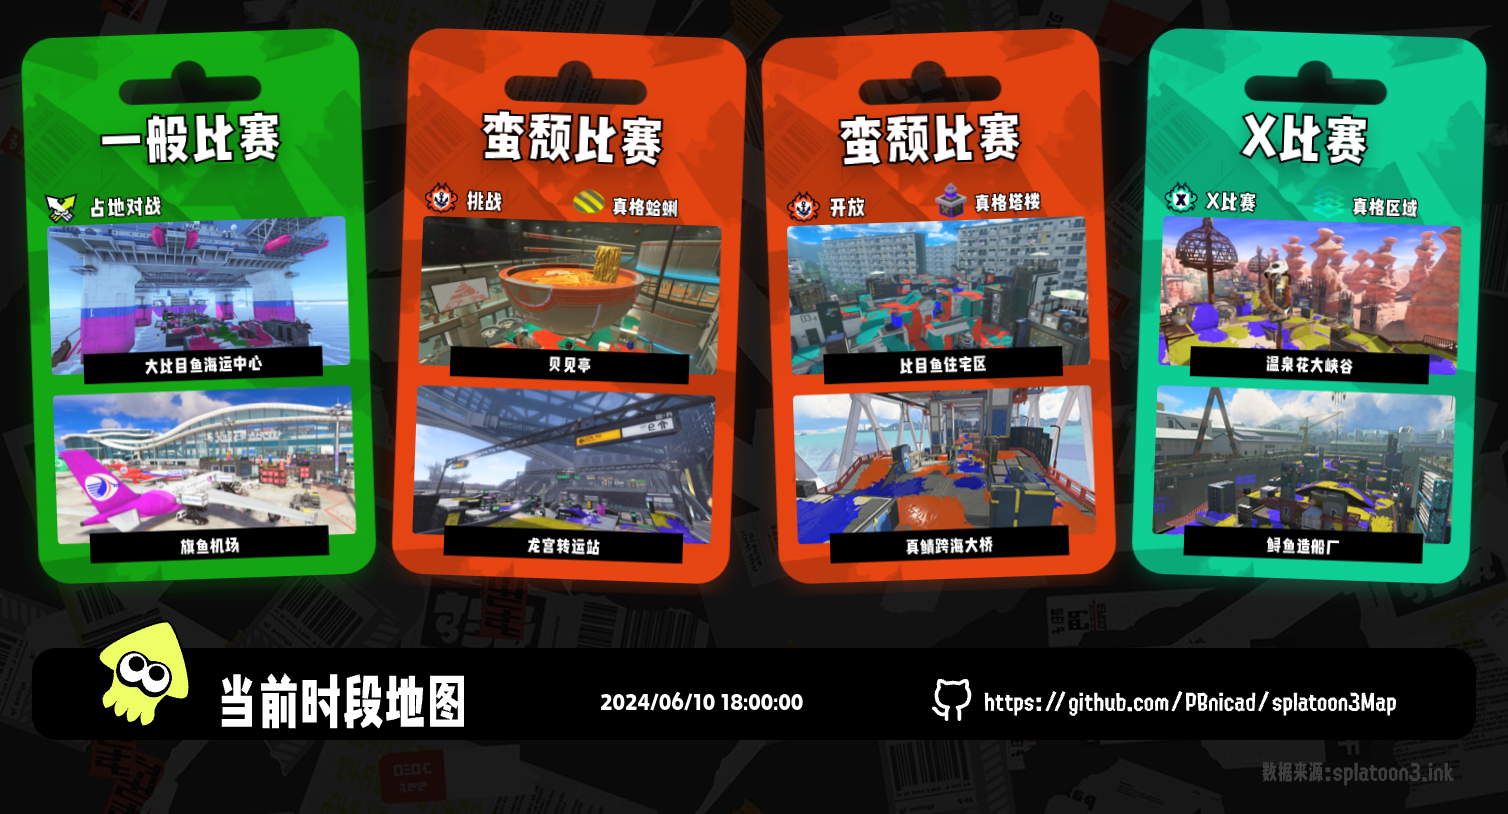 一般比赛
占地对战
大比目鱼海运中心
旗鱼机场
蛮颓比赛
挑战
真格蛤蜊
贝见亭
龙宫转运站
蛮颓比赛
开放
真格塔楼
比目鱼住宅区
真鲭跨海大桥
X比赛
X比赛
真格区域
温泉花大峡谷
鲟鱼造船厂
当前时段地图
2024/06/10 18:00:00
https://github.com/PBnicad/splatoon3Map
数据来源:splatoon3.ink